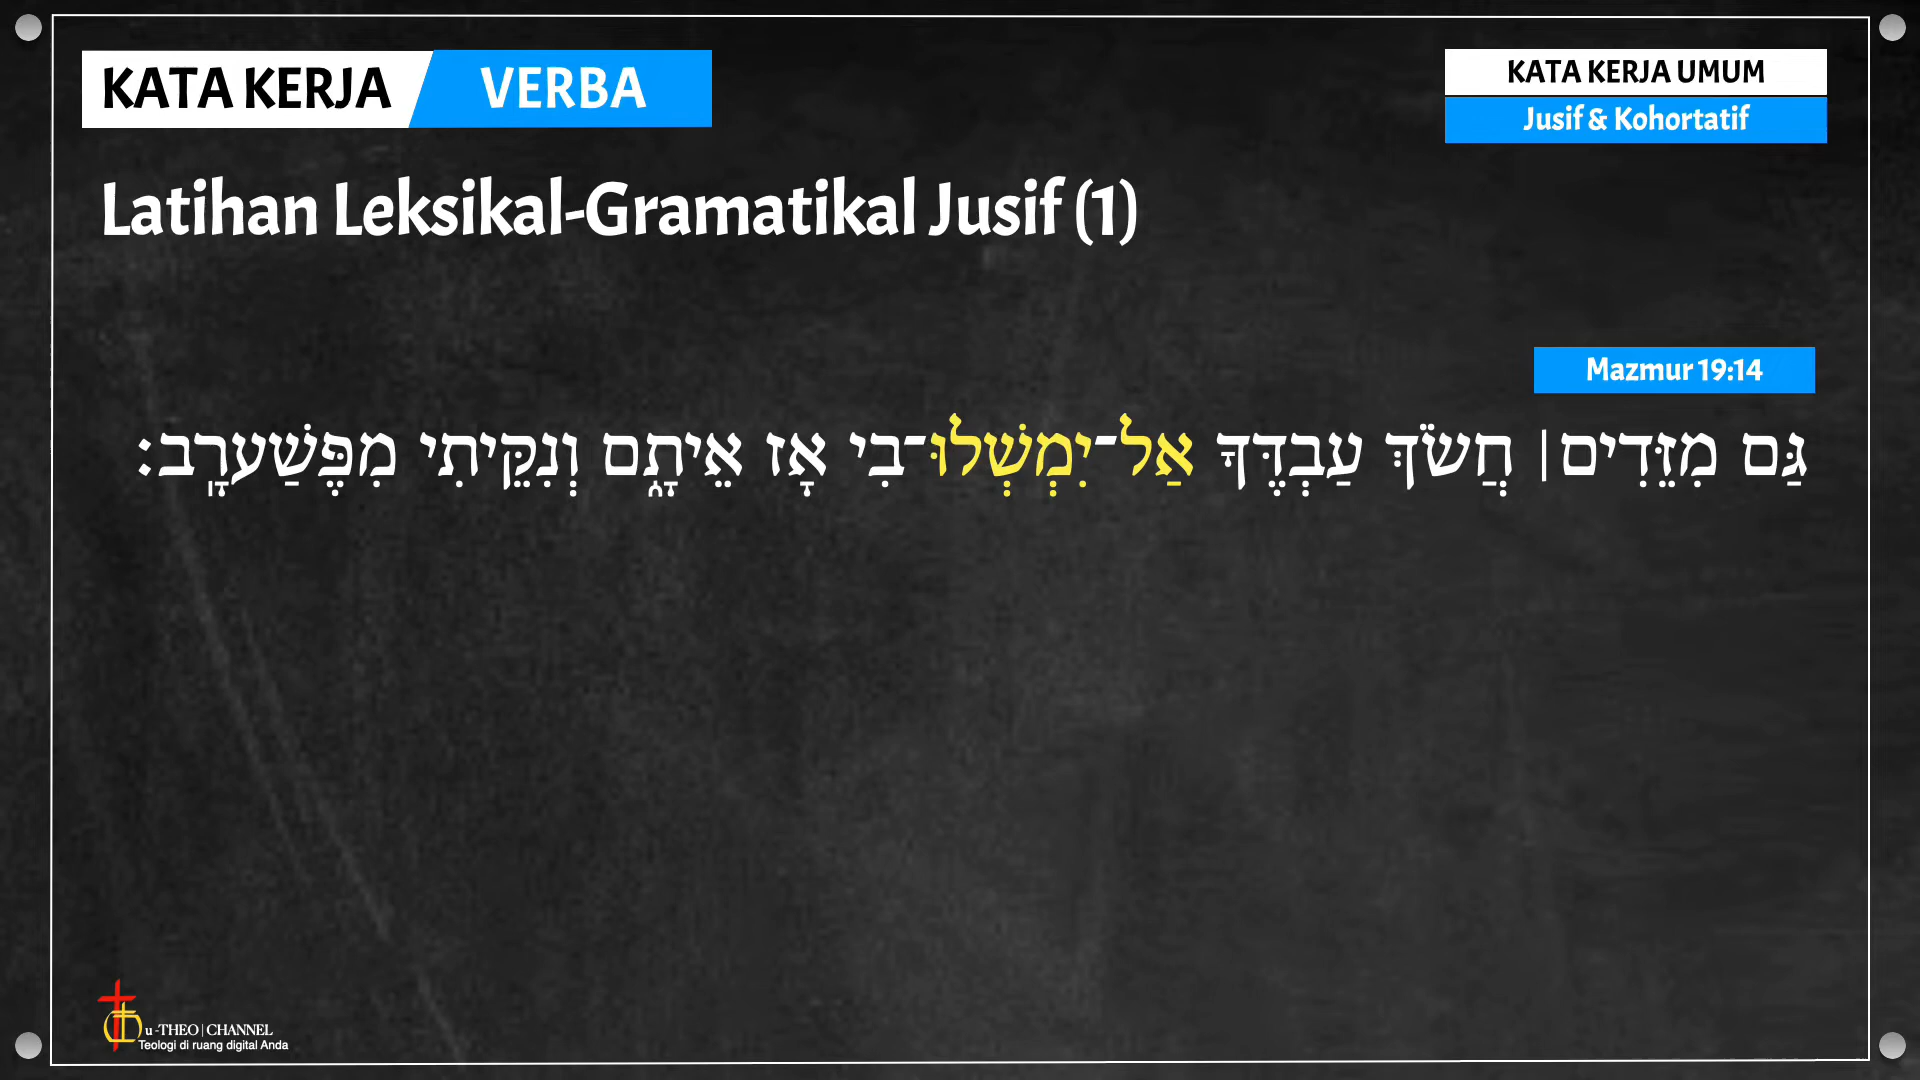 KATA KERJA VERBA
KATA KERJA UMUM
Jusif & Kohortatif
Latihan Leksikal-Gramatikal Jusif (1)
Mazmur 19:14
גַּם מִזֵּדִים׀ חֲשֹׂךְ עַבְדֶּךָ אַל־יִמְשְׁלוּ־בִי אָז אֵיתָ֑ם וְנִקֵּיתִי מִפֶּשַׁע רָֽב׃
u-THEO | CHANNEL
Teologi di ruang digital Anda